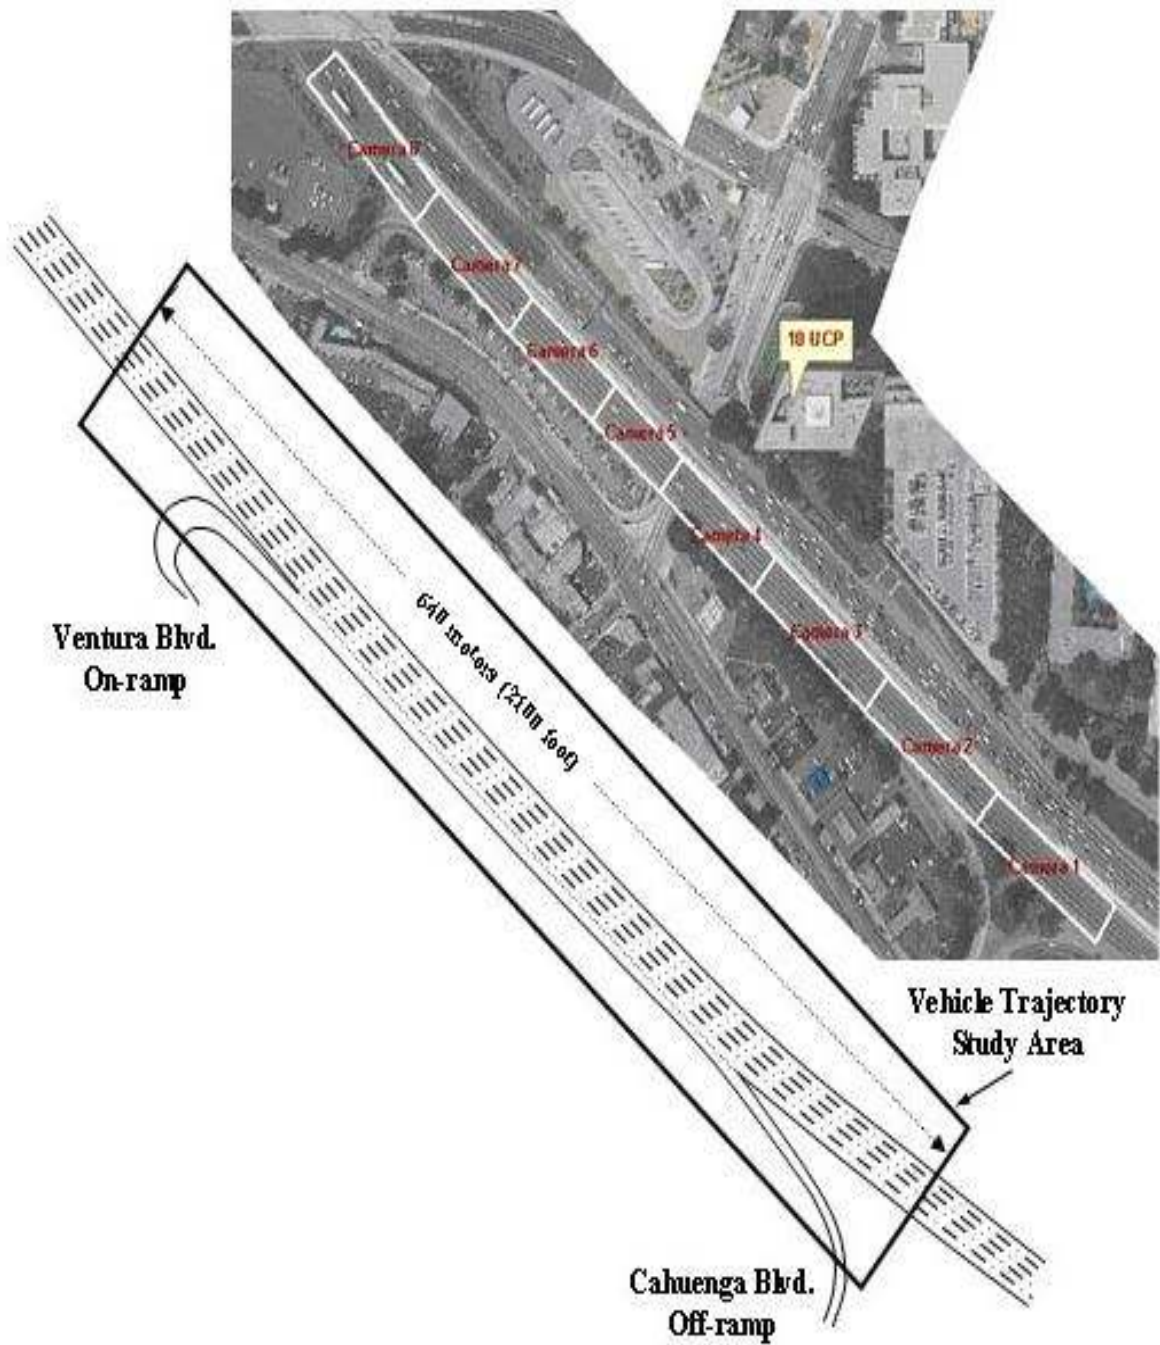 Camera 8
Camera 7
Camera 6
Camera 5
Camera 4
Camera 3
Camera 2
Camera 1
10 UCP
Ventura Blvd.
On-ramp
640 meters (2100 feet)
Vehicle Trajectory
Study Area
Cahuenga Blvd.
Off-ramp